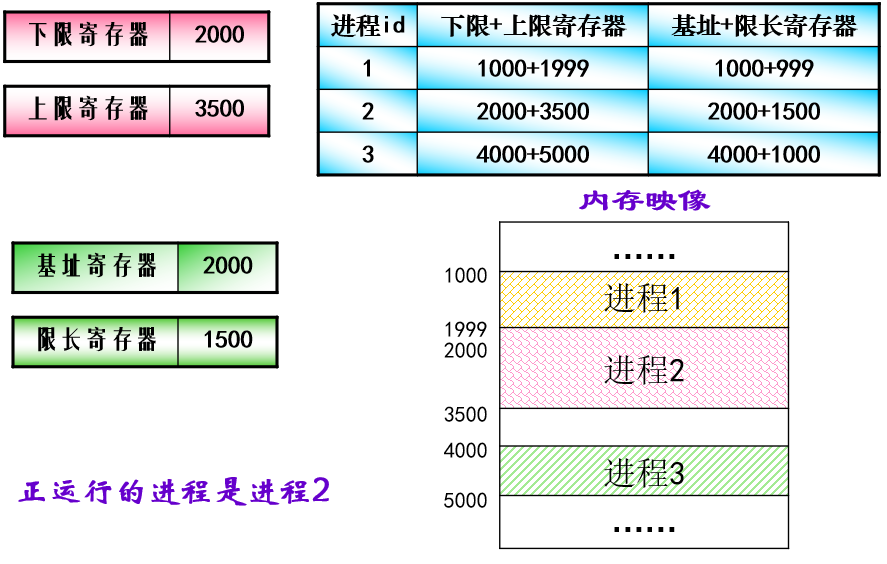 下限寄存器 2000
上限寄存器 3500
进程id 下限+上限寄存器 基址+限长寄存器
1 1000+1999 1000+999
2 2000+3500 2000+1500
3 4000+5000 4000+1000
基址寄存器 2000
限长寄存器 1500
正运行的进程是进程2
内存映像
……
1000
进程1
1999
2000
进程2
3500
4000
进程3
5000
……